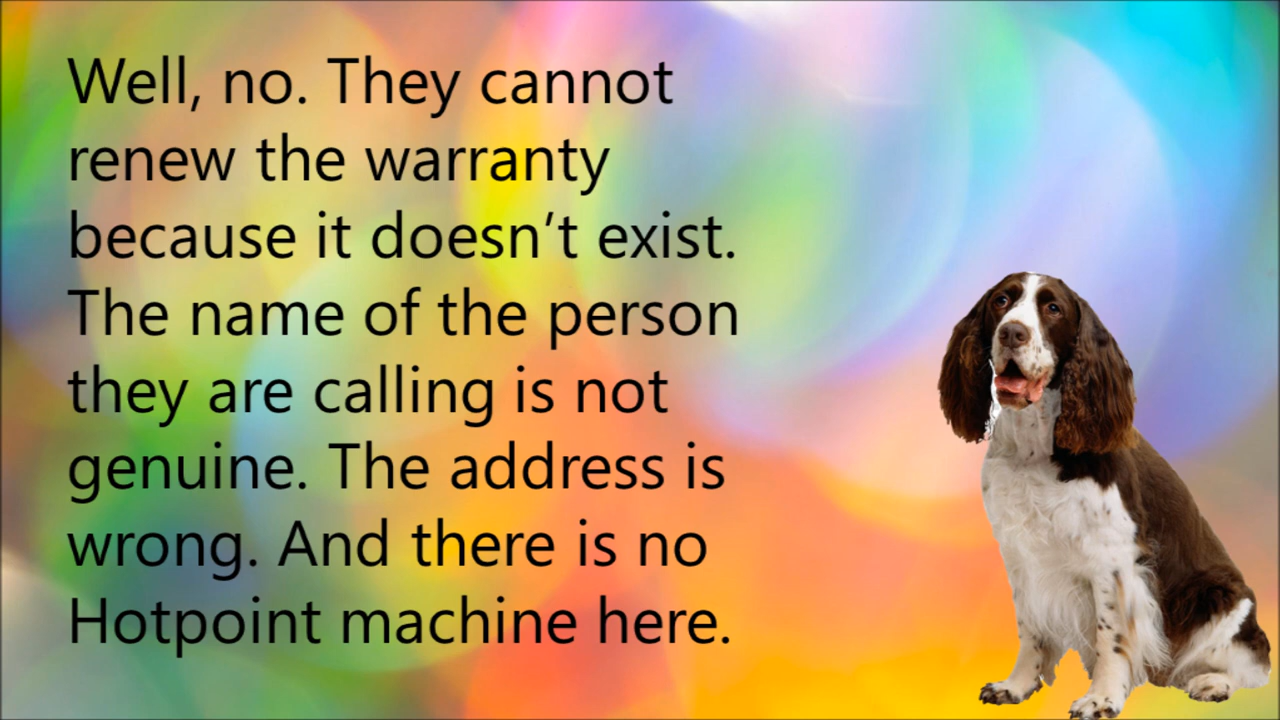 Well, no. They cannot
renew the warranty
because it doesn’t exist.
The name of the person
they are calling is not
genuine. The address is
wrong. And there is no
Hotpoint machine here.